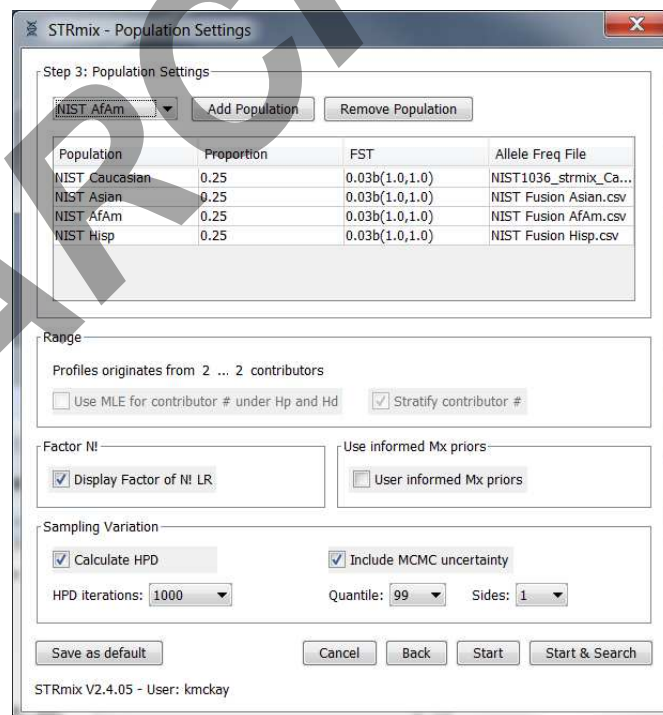 STRmix - Population Settings
Step 3: Population Settings
NIST AfAm Add Population Remove Population
Population Proportion FST Allele Freq File
NIST Caucasian 0.25 0.03b(1.0,1.0) NIST1036_strmix_Ca...
NIST Asian 0.25 0.03b(1.0,1.0) NIST Fusion Asian.csv
NIST AfAm 0.25 0.03b(1.0,1.0) NIST Fusion AfAm.csv
NIST Hisp 0.25 0.03b(1.0,1.0) NIST Fusion Hisp.csv
Range
Profiles originates from 2 ... 2 contributors
Use MLE for contributor # under Hp and Hd Stratify contributor #
Factor N! Use informed Mx priors
Display Factor of N! LR User informed Mx priors
Sampling Variation
Calculate HPD Include MCMC uncertainty
HPD iterations: 1000 Quantile: 99 Sides: 1
Save as default Cancel Back Start Start & Search
STRmix V2.4.05 - User: kmckay